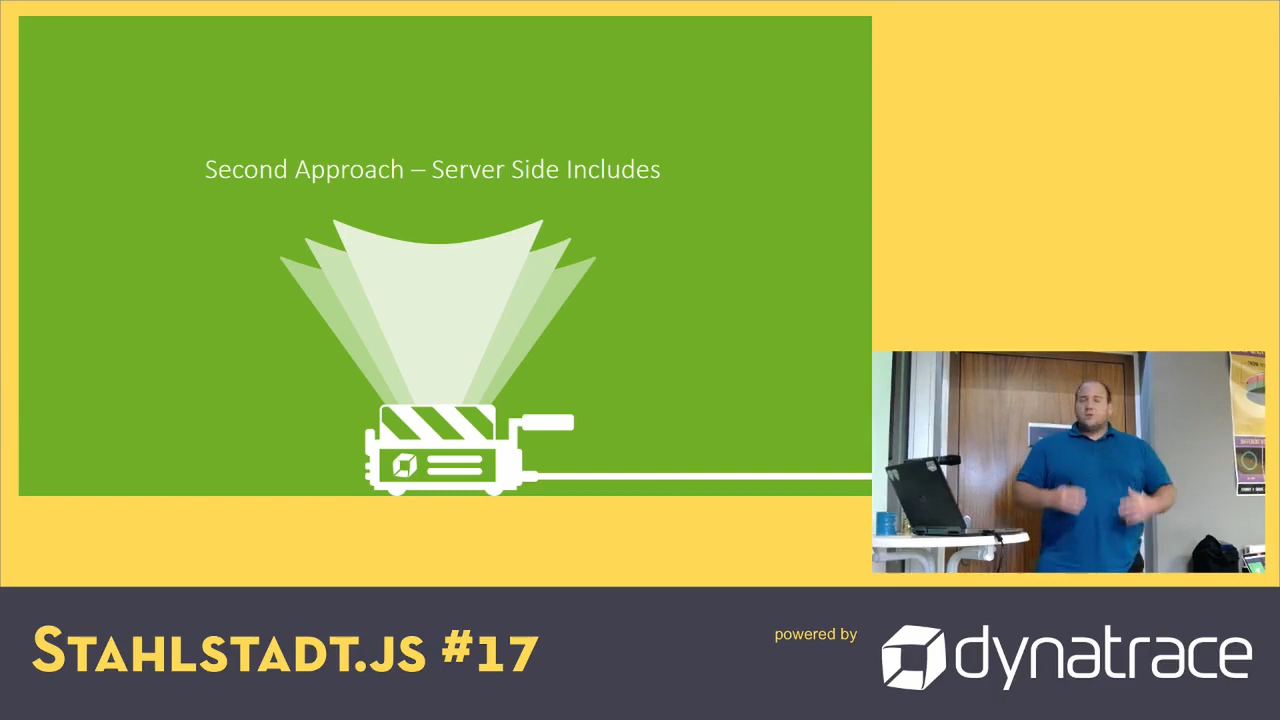 Second Approach – Server Side Includes
STAHLSTADT.JS #17
powered by
dynatrace